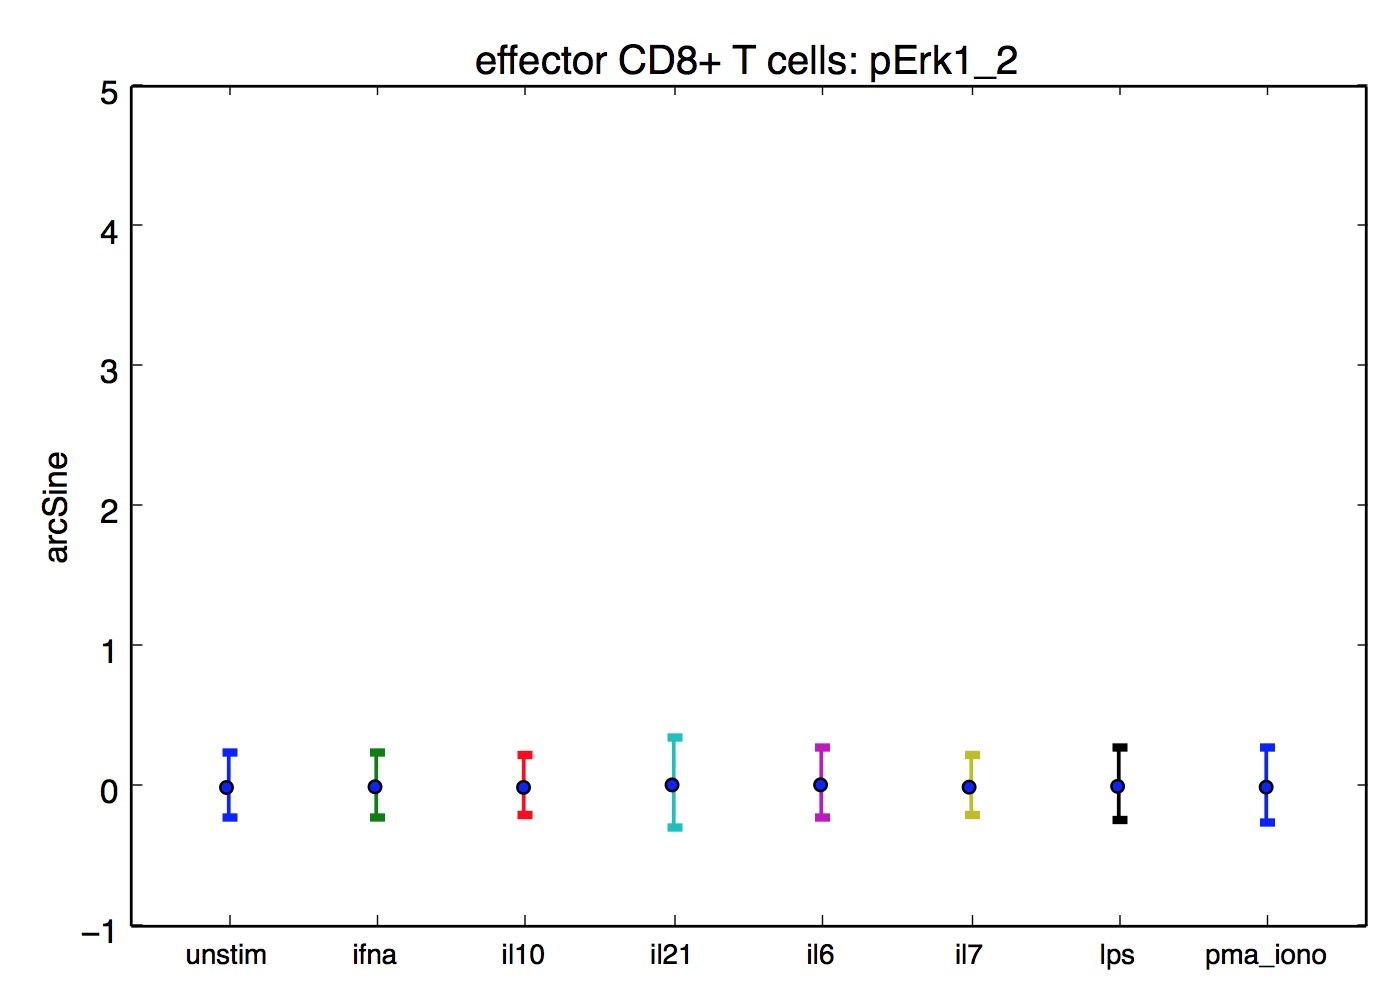 effector CD8+ T cells: pErk1_2
5
4
3
2
1
0
−1
arcSine
unstim ifna il10 il21 il6 il7 lps pma_iono